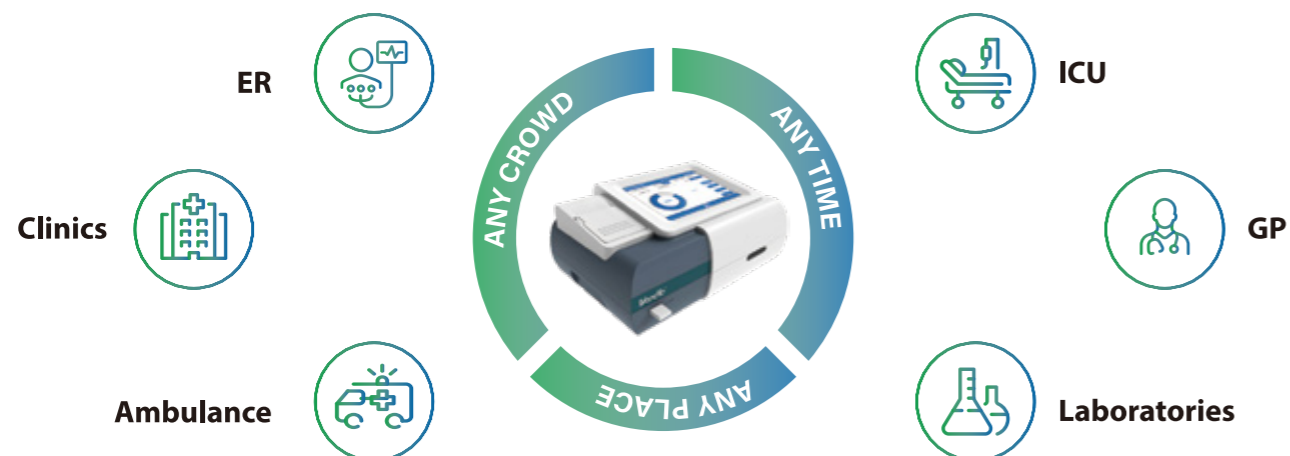 ER
ICU
ANY CROWD
ANY TIME
Clinics
GP
ANY PLACE
Ambulance
Laboratories